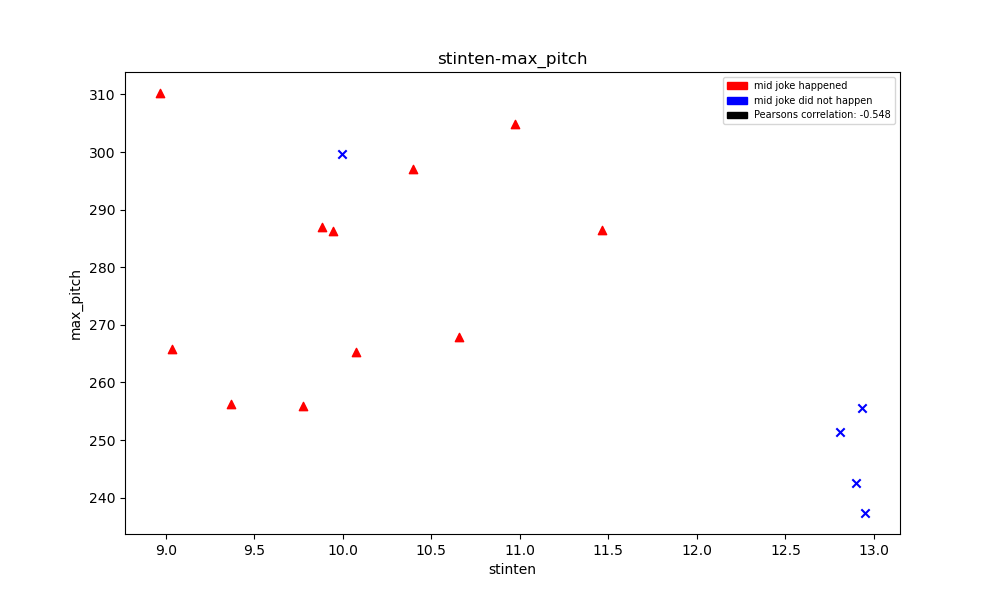 stinten-max_pitch
mid joke happened
mid joke did not happen
Pearsons correlation: -0.548
310
300
290
280
270
260
250
240
max_pitch
9.0 9.5 10.0 10.5 11.0 11.5 12.0 12.5 13.0
stinten